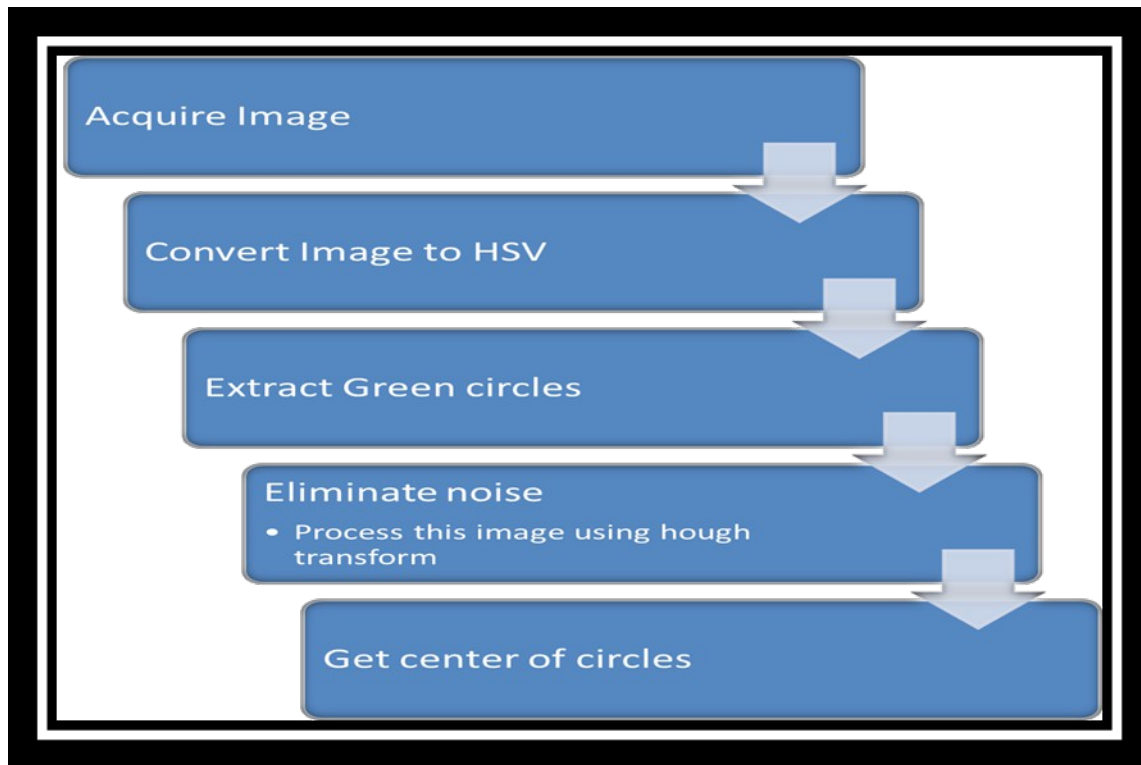 Acquire Image
Convert Image to HSV
Extract Green circles
Eliminate noise
• Process this image using hough
transform
Get center of circles